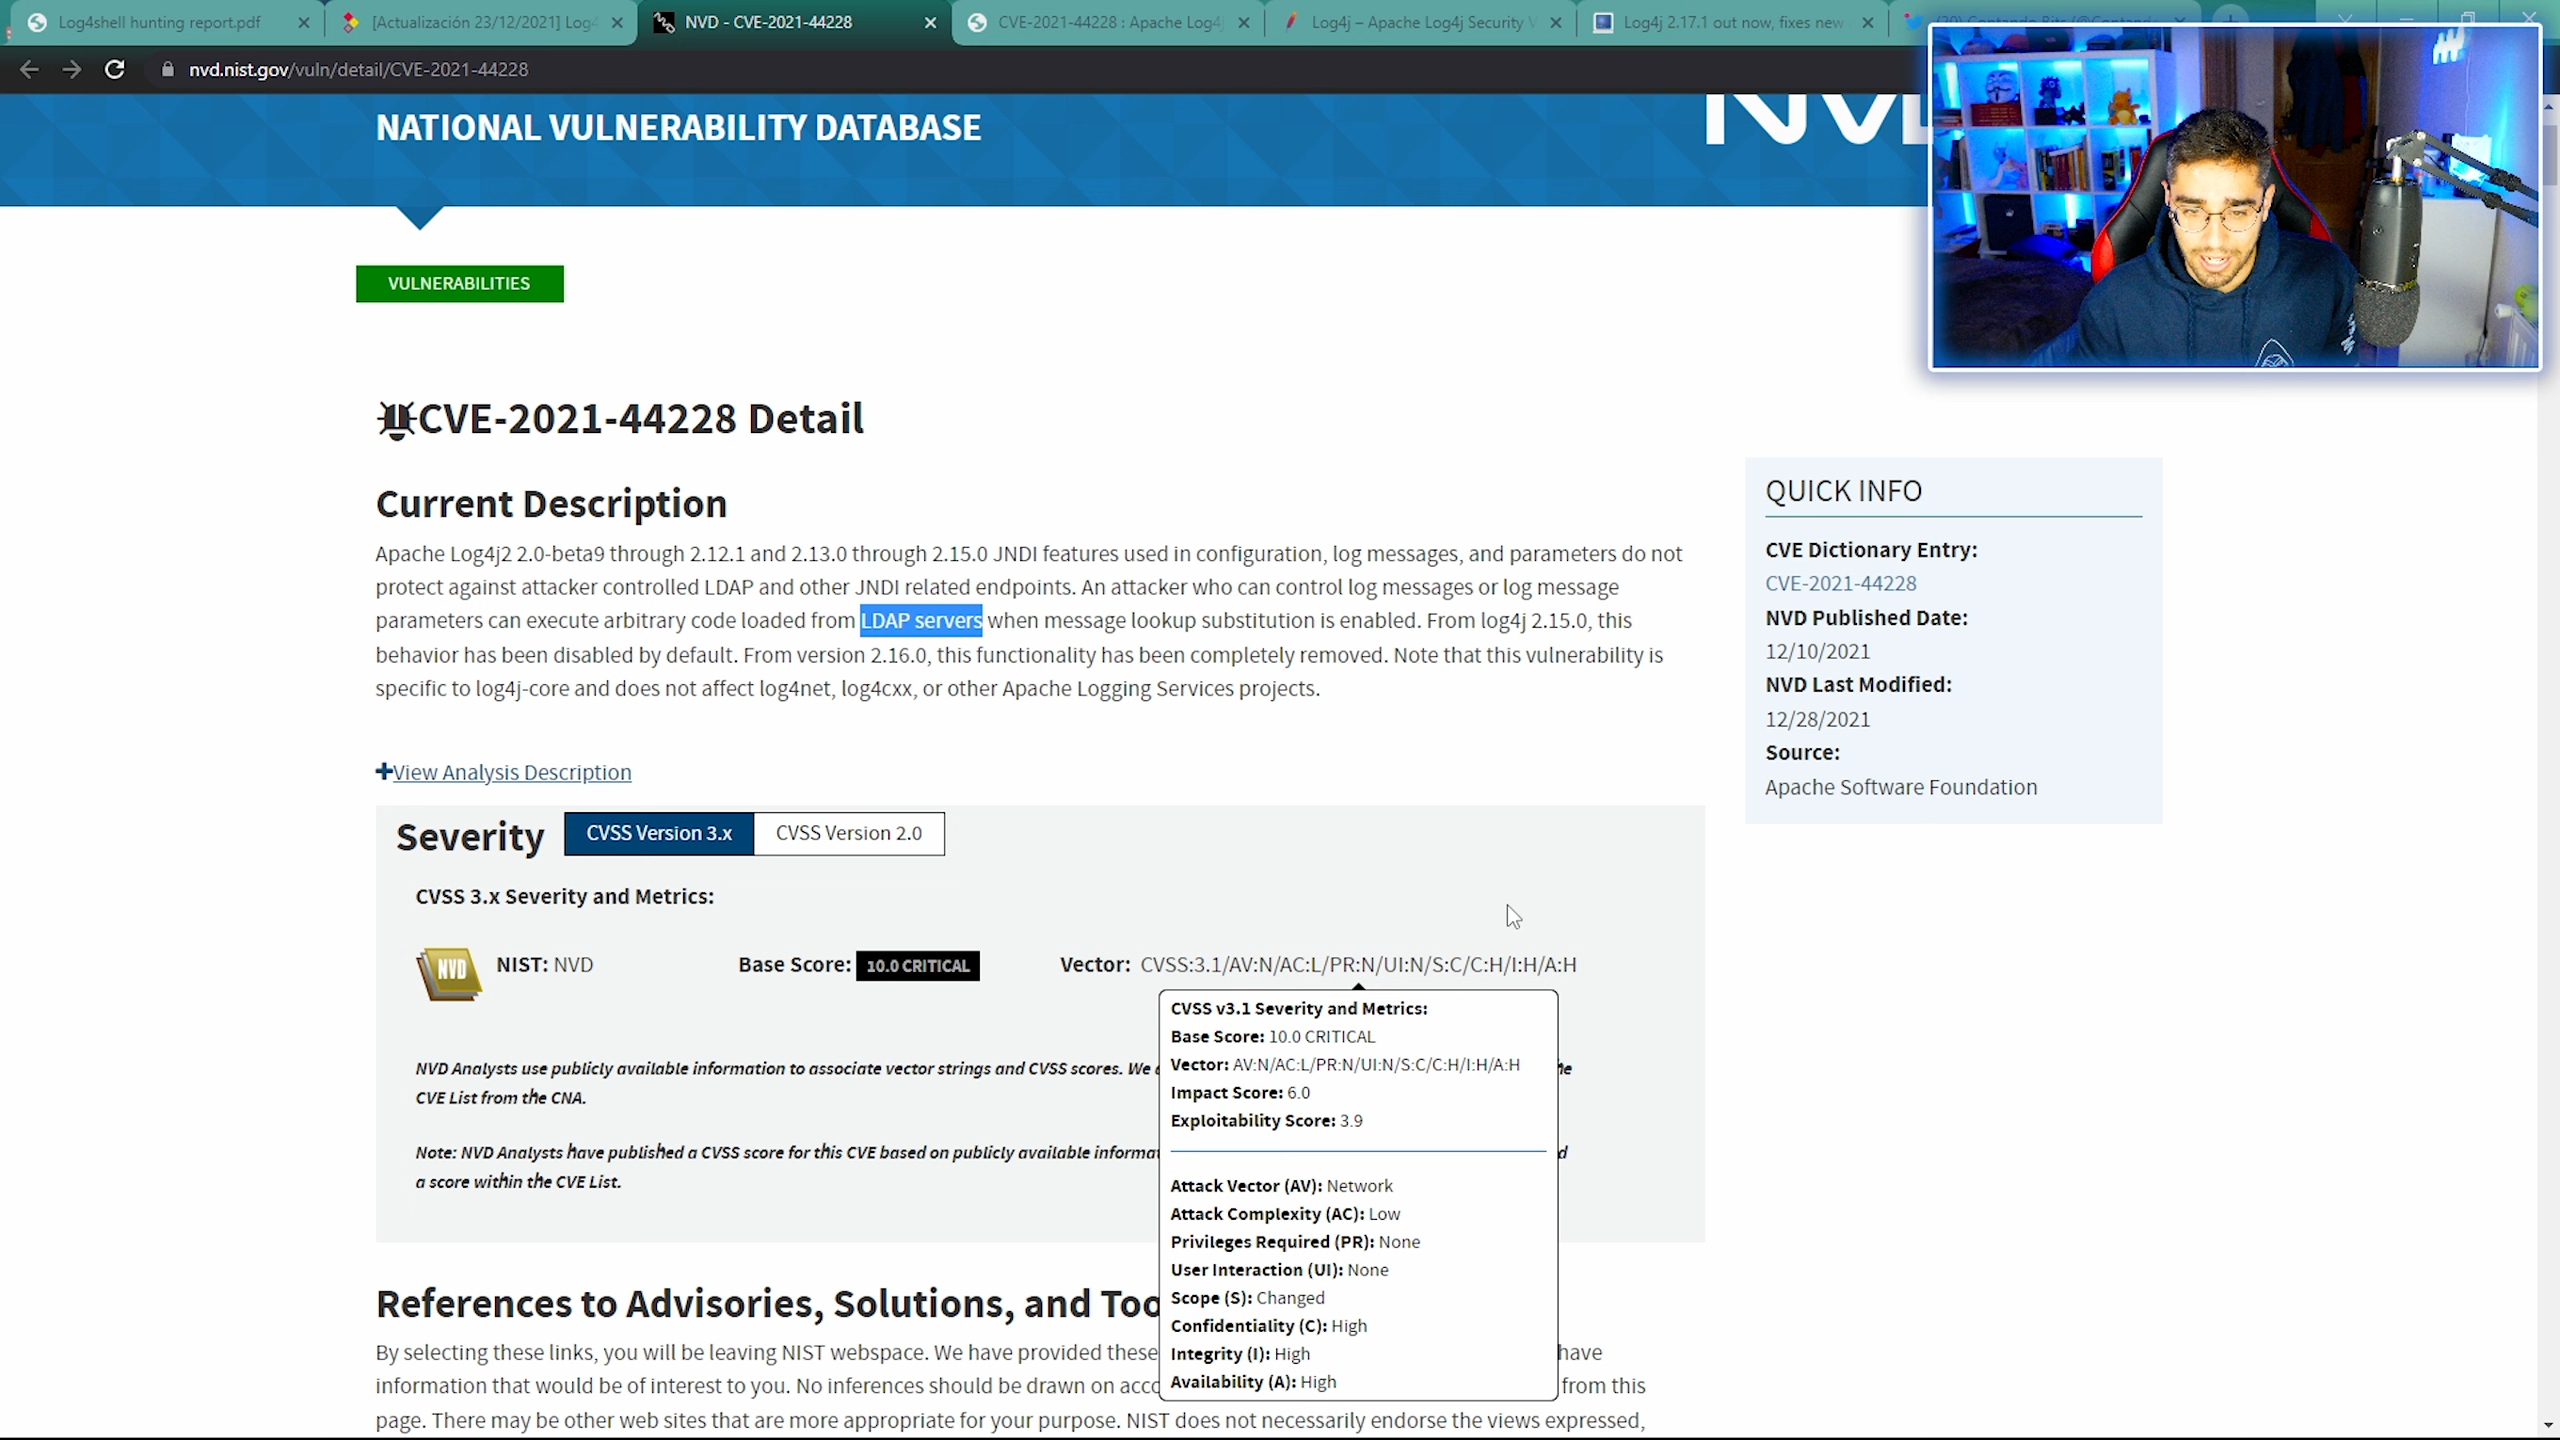 Log4shell hunting report.pdf
[Actualización 23/12/2021] Log4
NVD - CVE-2021-44228
CVE-2021-44228 : Apache Log4j
Log4j – Apache Log4j Security V
Log4j 2.17.1 out now, fixes new
nvd.nist.gov/vuln/detail/CVE-2021-44228
NATIONAL VULNERABILITY DATABASE
VULNERABILITIES
CVE-2021-44228 Detail
Current Description
Apache Log4j2 2.0-beta9 through 2.12.1 and 2.13.0 through 2.15.0 JNDI features used in configuration, log messages, and parameters do not
protect against attacker controlled LDAP and other JNDI related endpoints. An attacker who can control log messages or log message
parameters can execute arbitrary code loaded from LDAP servers when message lookup substitution is enabled. From log4j 2.15.0, this
behavior has been disabled by default. From version 2.16.0, this functionality has been completely removed. Note that this vulnerability is
specific to log4j-core and does not affect log4net, log4cxx, or other Apache Logging Services projects.
View Analysis Description
QUICK INFO
CVE Dictionary Entry:
CVE-2021-44228
NVD Published Date:
12/10/2021
NVD Last Modified:
12/28/2021
Source:
Apache Software Foundation
Severity CVSS Version 3.x CVSS Version 2.0
CVSS 3.x Severity and Metrics:
NVD NIST: NVD Base Score: 10.0 CRITICAL Vector: CVSS:3.1/AV:N/AC:L/PR:N/UI:N/S:C/C:H/I:H/A:H
NVD Analysts use publicly available information to associate vector strings and CVSS scores. We
CVE List from the CNA.
Note: NVD Analysts have published a CVSS score for this CVE based on publicly available informa
a score within the CVE List.
CVSS v3.1 Severity and Metrics:
Base Score: 10.0 CRITICAL
Vector: AV:N/AC:L/PR:N/UI:N/S:C/C:H/I:H/A:H
Impact Score: 6.0
Exploitability Score: 3.9
Attack Vector (AV): Network
Attack Complexity (AC): Low
Privileges Required (PR): None
User Interaction (UI): None
Scope (S): Changed
Confidentiality (C): High
Integrity (I): High
Availability (A): High
References to Advisories, Solutions, and Too
By selecting these links, you will be leaving NIST webspace. We have provided these have
information that would be of interest to you. No inferences should be drawn on acco from this
page. There may be other web sites that are more appropriate for your purpose. NIST does not necessarily endorse the views expressed,